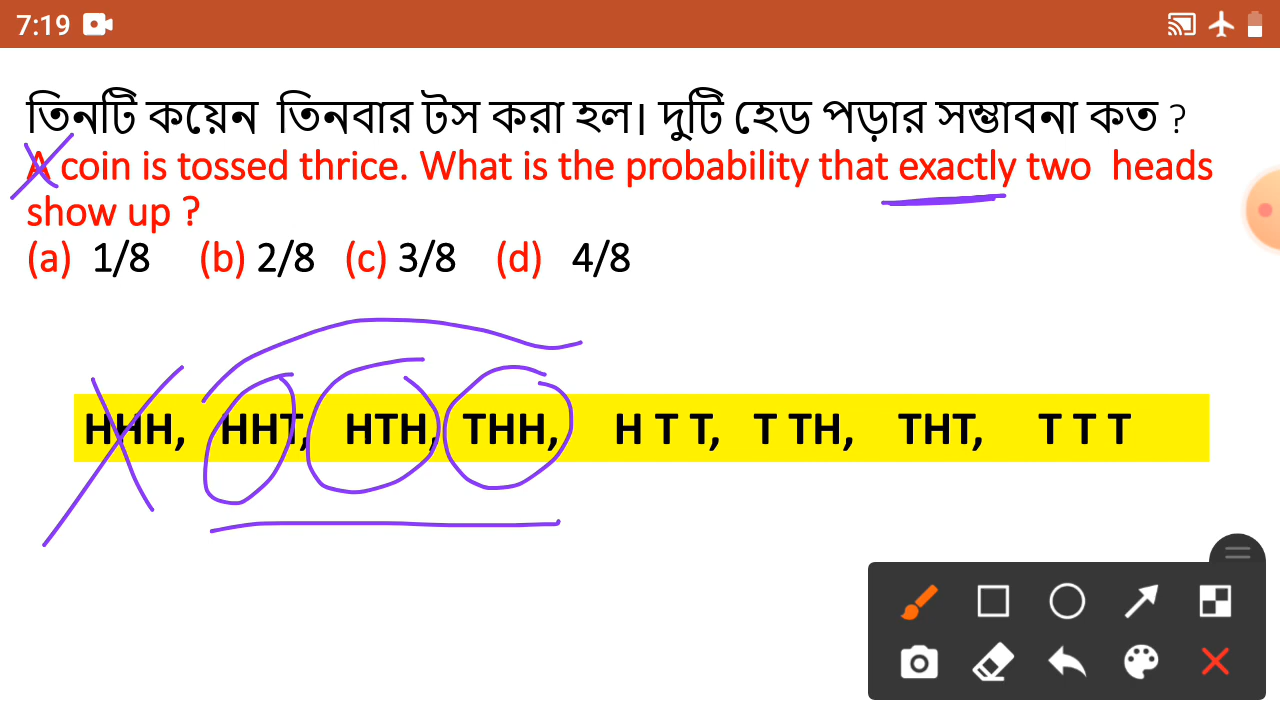 7:19
তিনটি কয়েন তিনবার টস করা হল। দুটি হেড পড়ার সম্ভাবনা কত ?
A coin is tossed thrice. What is the probability that exactly two heads
show up ?
(a) 1/8 (b) 2/8 (c) 3/8 (d) 4/8
HHH, HHT, HTH, THH, H T T, T TH, THT, T T T